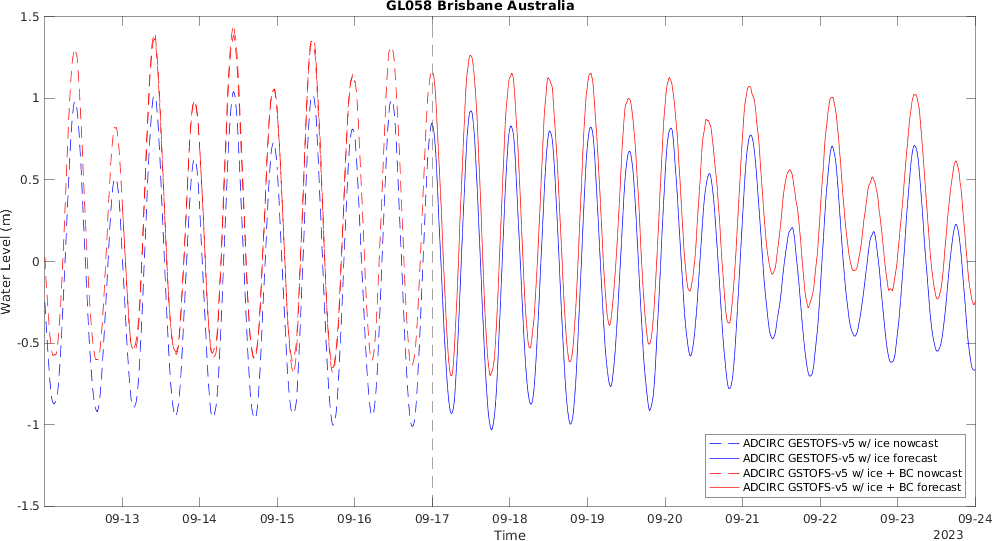 GL058 Brisbane Australia
1.5
1
0.5
0
-0.5
-1
-1.5
Water Level (m)
09-13 09-14 09-15 09-16 09-17 09-18 09-19 09-20 09-21 09-22 09-23 09-24
Time
2023
ADCIRC GESTOFS-v5 w/ ice nowcast
ADCIRC GESTOFS-v5 w/ ice forecast
ADCIRC GSTOFS-v5 w/ ice + BC nowcast
ADCIRC GSTOFS-v5 w/ ice + BC forecast